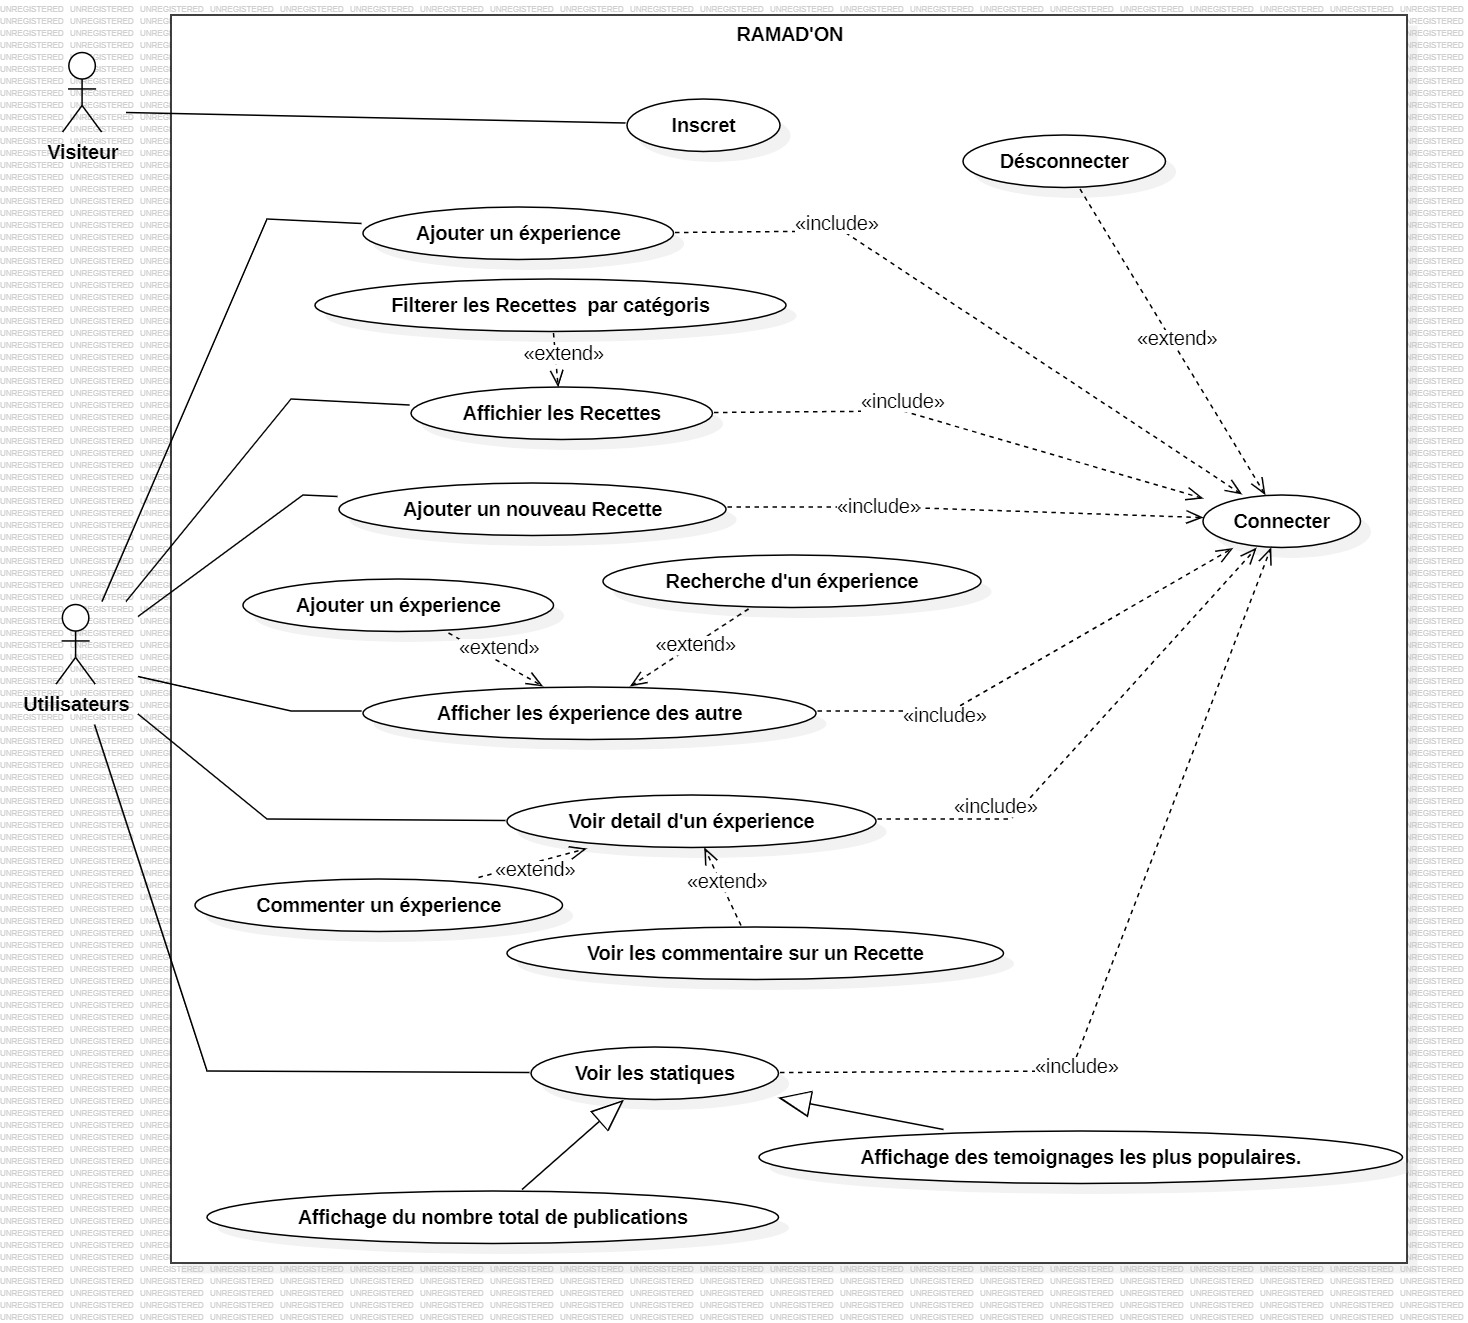 RAMAD'ON
Visiteur
Inscret
Désconnecter
Ajouter un éxperience
«include»
Filterer les Recettes  par catégoris
«extend»
«extend»
Affichier les Recettes
«include»
Ajouter un nouveau Recette
«include»
Connecter
Recherche d'un éxperience
Ajouter un éxperience
«extend»
«extend»
Utilisateurs
Afficher les éxperience des autre
«include»
Voir detail d'un éxperience
«include»
«extend»
«extend»
Commenter un éxperience
Voir les commentaire sur un Recette
Voir les statiques
«include»
Affichage des temoignages les plus populaires.
Affichage du nombre total de publications
UNREGISTERED